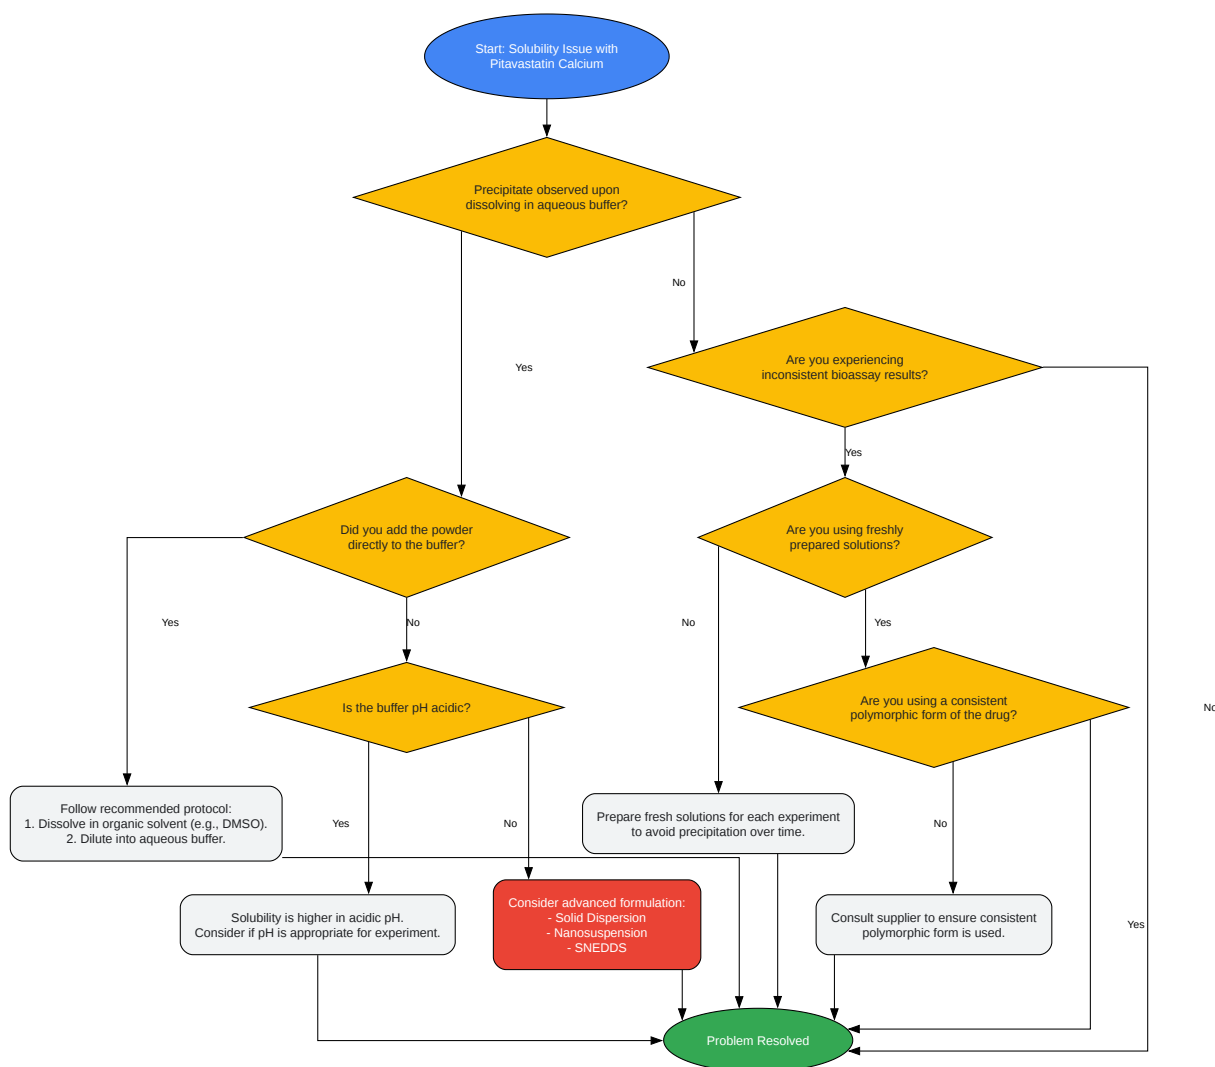 Start: Solubility Issue with
Pitavastatin Calcium
Precipitate observed upon
dissolving in aqueous buffer?
No
Yes
Are you experiencing
inconsistent bioassay results?
Yes
Did you add the powder
directly to the buffer?
Are you using freshly
prepared solutions?
Yes
No
No
Yes
Is the buffer pH acidic?
Are you using a consistent
polymorphic form of the drug?
No
Follow recommended protocol:
1. Dissolve in organic solvent (e.g., DMSO).
2. Dilute into aqueous buffer.
Yes
No
Prepare fresh solutions for each experiment
to avoid precipitation over time.
No
Solubility is higher in acidic pH.
Consider if pH is appropriate for experiment.
Consider advanced formulation:
- Solid Dispersion
- Nanosuspension
- SNEDDS
Consult supplier to ensure consistent
polymorphic form is used.
Yes
Problem Resolved